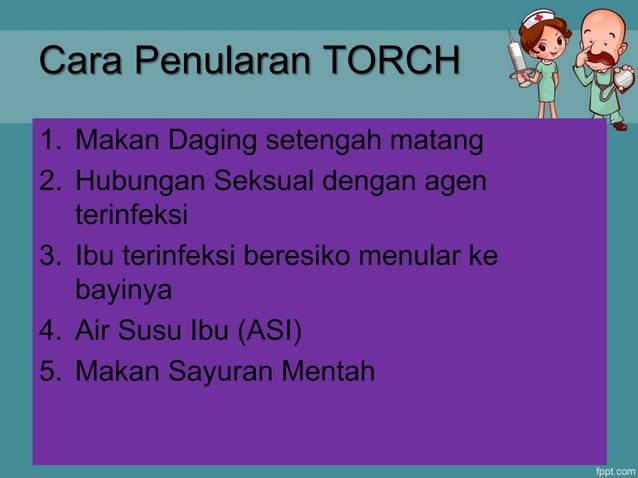 Cara Penularan TORCH
1. Makan Daging setengah matang
2. Hubungan Seksual dengan agen
terinfeksi
3. Ibu terinfeksi beresiko menular ke
bayinya
4. Air Susu Ibu (ASI)
5. Makan Sayuran Mentah
fppt.com